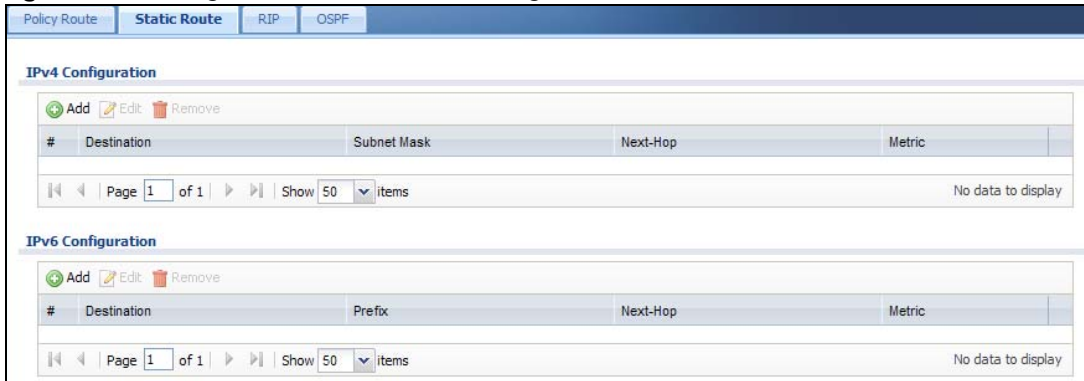 Policy Route Static Route RIP OSPF
IPv4 Configuration
Add Edit Remove
# Destination Subnet Mask Next-Hop Metric
Page 1 of 1 Show 50 items No data to display
IPv6 Configuration
Add Edit Remove
# Destination Prefix Next-Hop Metric
Page 1 of 1 Show 50 items No data to display